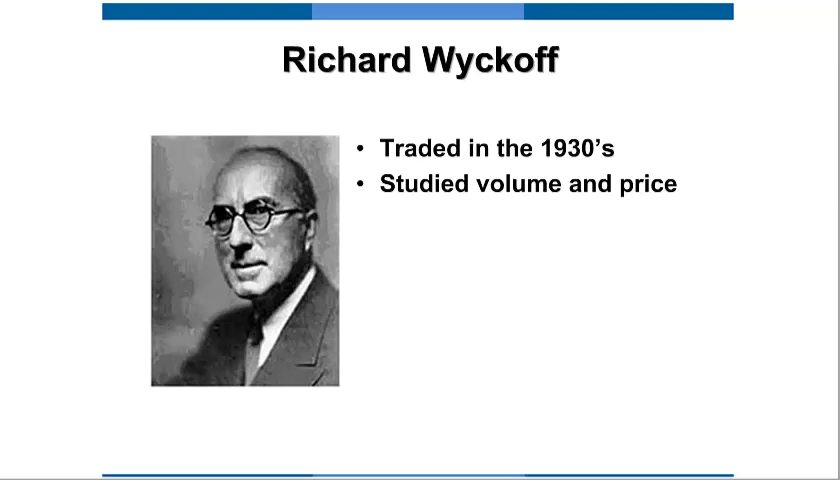 Richard Wyckoff
• Traded in the 1930’s
• Studied volume and price